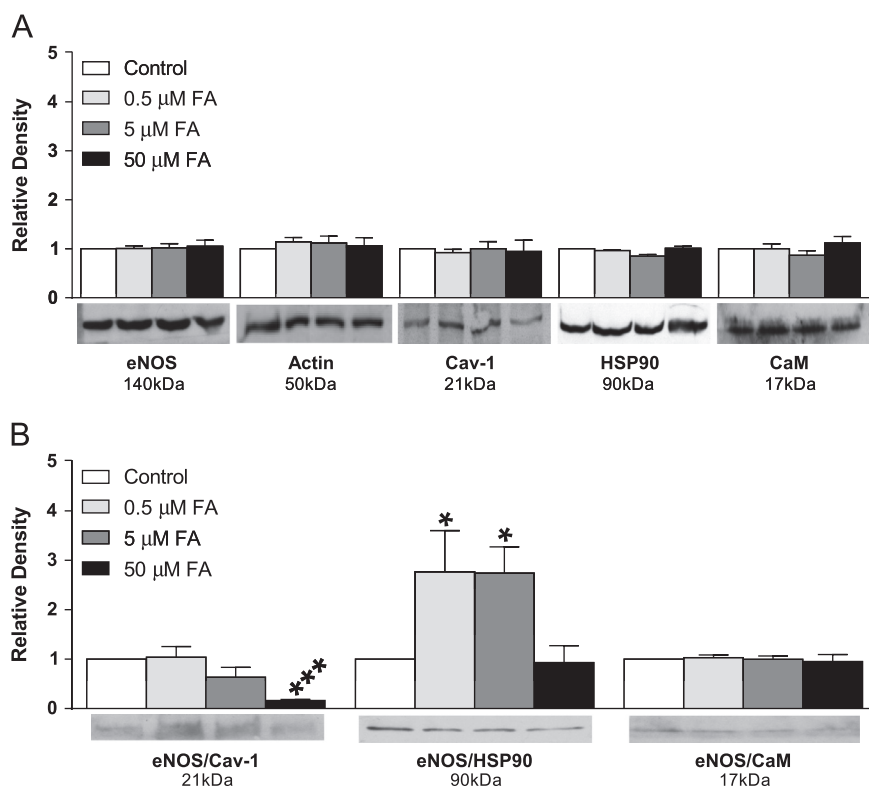 A
Relative Density
5
4
3
2
1
0
Control
0.5 μM FA
5 μM FA
50 μM FA
eNOS Actin Cav-1 HSP90 CaM
140kDa 50kDa 21kDa 90kDa 17kDa
B
Relative Density
5
4
3
2
1
0
Control
0.5 μM FA
5 μM FA
50 μM FA
* * ***
eNOS/Cav-1 eNOS/HSP90 eNOS/CaM
21kDa 90kDa 17kDa